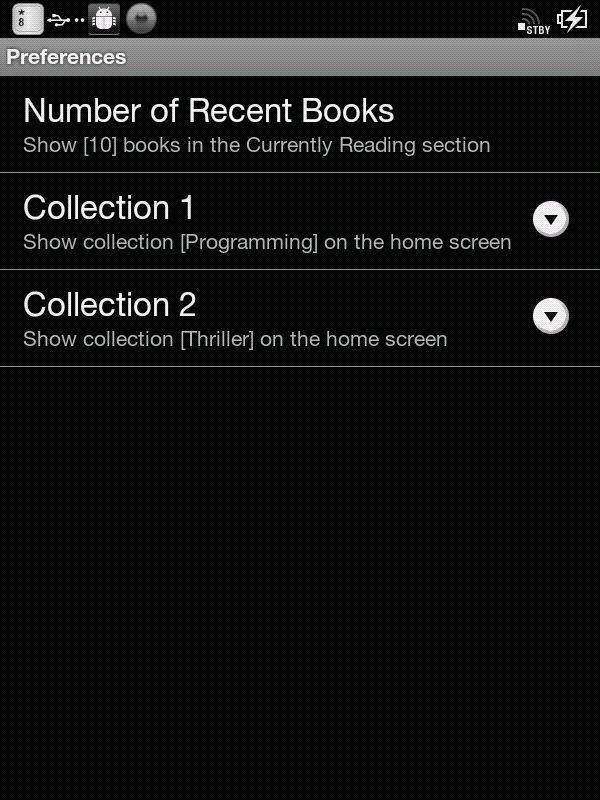 * 8
STBY
Preferences
Number of Recent Books
Show [10] books in the Currently Reading section
Collection 1
Show collection [Programming] on the home screen
Collection 2
Show collection [Thriller] on the home screen